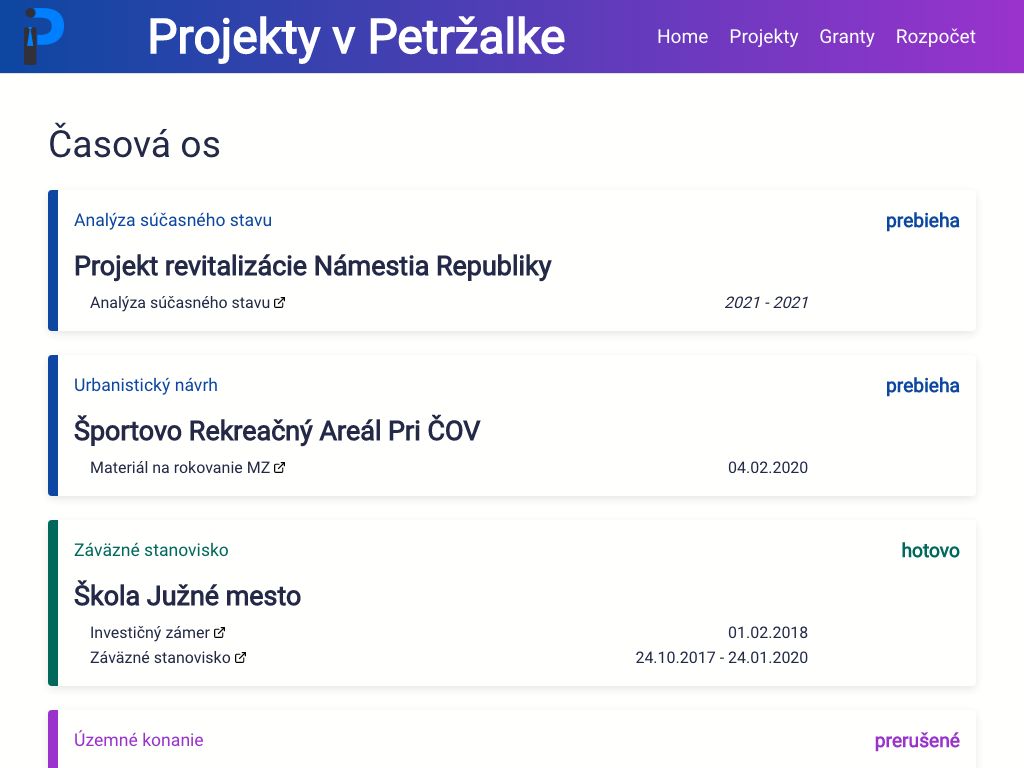 Projekty v Petržalke
Home Projekty Granty Rozpočet
Časová os
Analýza súčasného stavu prebieha
Projekt revitalizácie Námestia Republiky
Analýza súčasného stavu 2021 - 2021
Urbanistický návrh prebieha
Športovo Rekreačný Areál Pri ČOV
Materiál na rokovanie MZ 04.02.2020
Záväzné stanovisko hotovo
Škola Južné mesto
Investičný zámer 01.02.2018
Záväzné stanovisko 24.10.2017 - 24.01.2020
Územné konanie prerušené